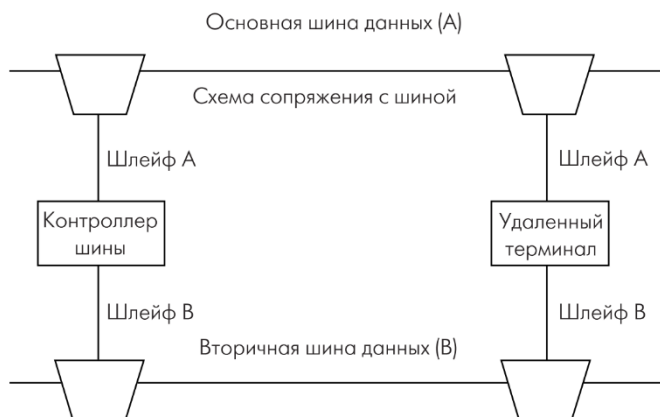 Основная шина данных (A)
Схема сопряжения с шиной
Шлейф A
Шлейф A
Контроллер
шины
Удаленный
терминал
Шлейф B
Шлейф B
Вторичная шина данных (B)